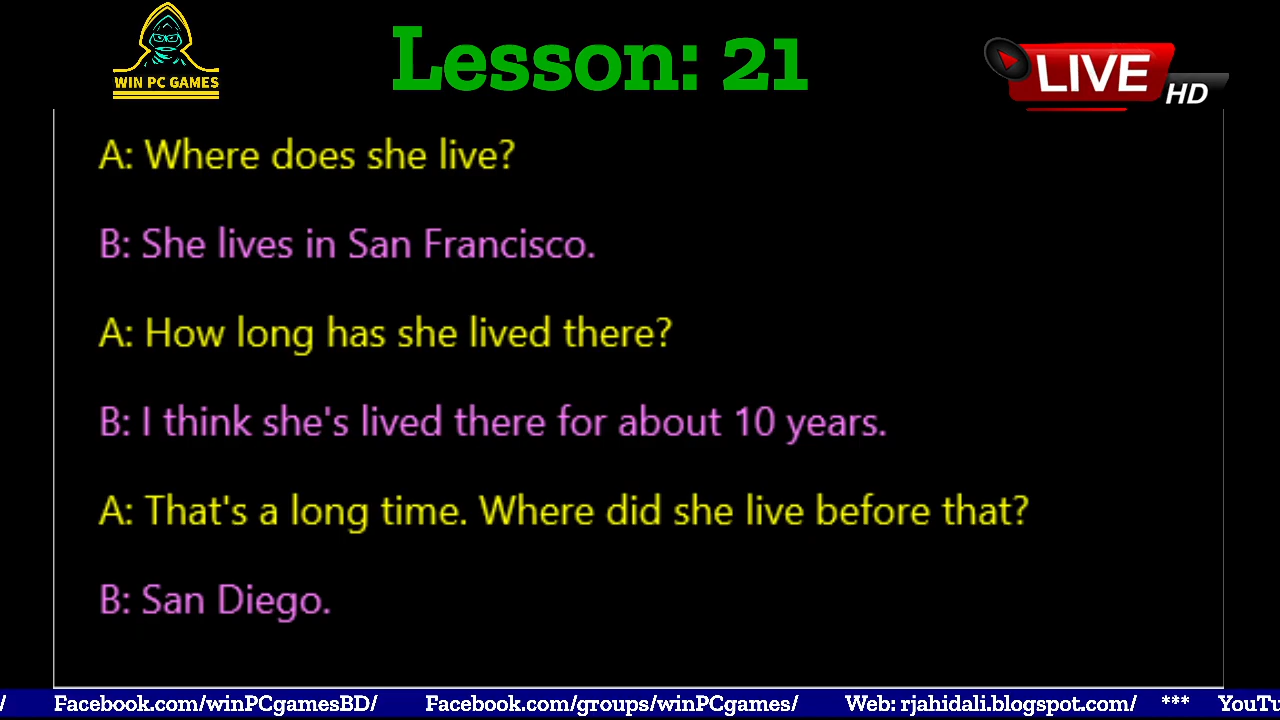 WIN PC GAMES
Lesson: 21
LIVE
HD
A: Where does she live?
B: She lives in San Francisco.
A: How long has she lived there?
B: I think she's lived there for about 10 years.
A: That's a long time. Where did she live before that?
B: San Diego.
/ Facebook.com/winPCgamesBD/ Facebook.com/groups/winPCgames/ Web: rjahidali.blogspot.com/ *** YouTu